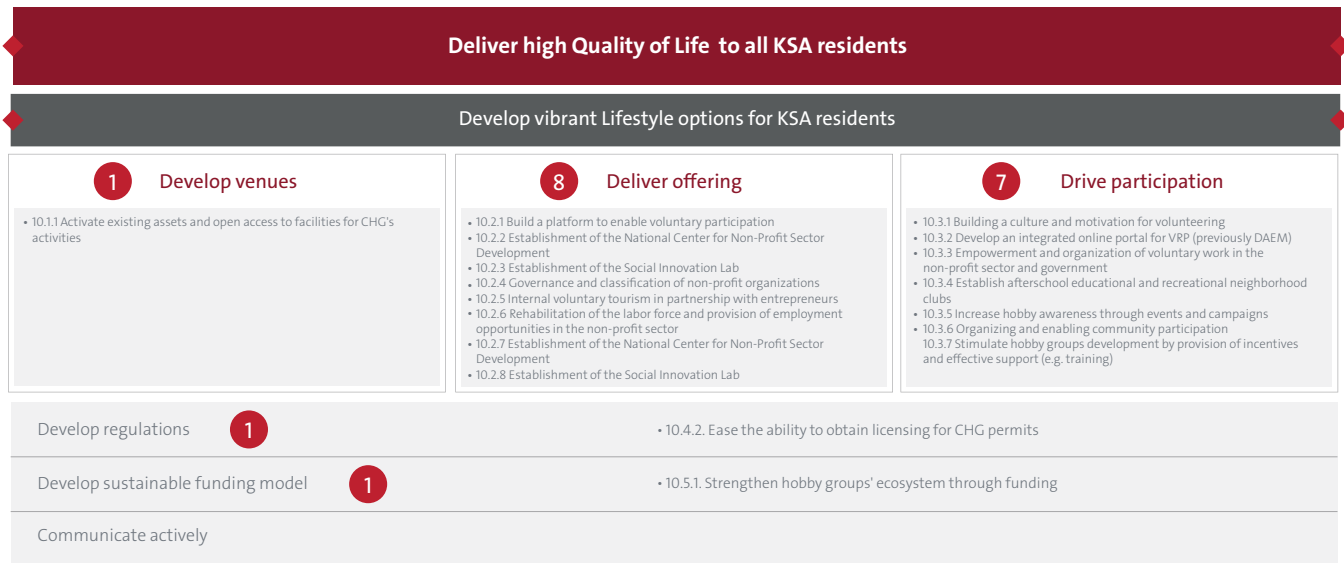 Deliver high Quality of Life to all KSA residents
Develop vibrant Lifestyle options for KSA residents
1 Develop venues
• 10.1.1 Activate existing assets and open access to facilities for CHG's
activities
8 Deliver offering
• 10.2.1 Build a platform to enable voluntary participation
• 10.2.2 Establishment of the National Center for Non-Profit Sector
Development
• 10.2.3 Establishment of the Social Innovation Lab
• 10.2.4 Governance and classification of non-profit organizations
• 10.2.5 Internal voluntary tourism in partnership with entrepreneurs
• 10.2.6 Rehabilitation of the labor force and provision of employment
opportunities in the non-profit sector
• 10.2.7 Establishment of the National Center for Non-Profit Sector
Development
• 10.2.8 Establishment of the Social Innovation Lab
7 Drive participation
• 10.3.1 Building a culture and motivation for volunteering
• 10.3.2 Develop an integrated online portal for VRP (previously DAEM)
• 10.3.3 Empowerment and organization of voluntary work in the
non-profit sector and government
• 10.3.4 Establish afterschool educational and recreational neighborhood
clubs
• 10.3.5 Increase hobby awareness through events and campaigns
• 10.3.6 Organizing and enabling community participation
10.3.7 Stimulate hobby groups development by provision of incentives
and effective support (e.g. training)
Develop regulations 1 • 10.4.2. Ease the ability to obtain licensing for CHG permits
Develop sustainable funding model 1 • 10.5.1. Strengthen hobby groups' ecosystem through funding
Communicate actively